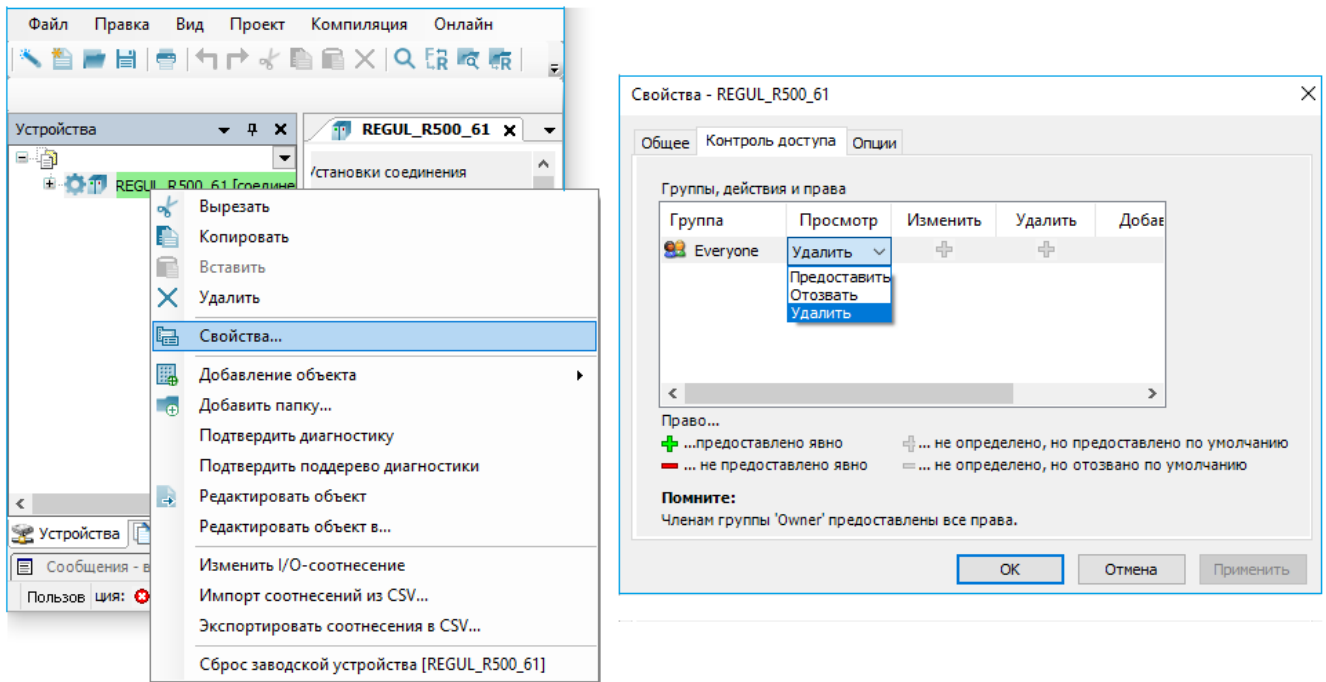 Файл Правка Вид Проект Компиляция Онлайн
Устройства
REGUL_R500_61
REGUL_R500_61 [соедине
Установки соединения
Вырезать
Копировать
Вставить
Удалить
Свойства...
Добавление объекта
Добавить папку...
Подтвердить диагностику
Подтвердить поддерево диагностики
Редактировать объект
Редактировать объект в...
Изменить I/O-соотнесение
Импорт соотнесений из CSV...
Экспортировать соотнесения в CSV...
Сброс заводской устройства [REGUL_R500_61]
Устройства
Сообщения - в
Пользов ция:
Свойства - REGUL_R500_61
Общее Контроль доступа Опции
Группы, действия и права
Группа Просмотр Изменить Удалить Добав
Everyone Удалить
Предоставить
Отозвать
Удалить
Право...
...предоставлено явно ... не определено, но предоставлено по умолчанию
... не предоставлено явно ... не определено, но отозвано по умолчанию
Помните:
Членам группы 'Owner' предоставлены все права.
OK Отмена Применить